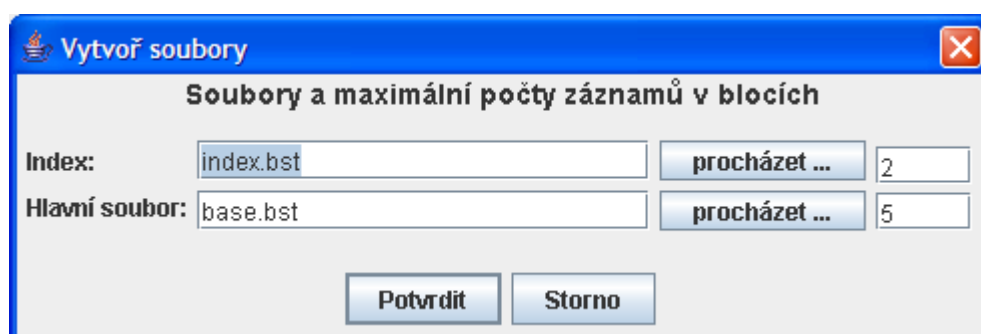 Vytvoř soubory
Soubory a maximální počty záznamů v blocích
Index: index.bst procházet ... 2
Hlavní soubor: base.bst procházet ... 5
Potvrdit Storno